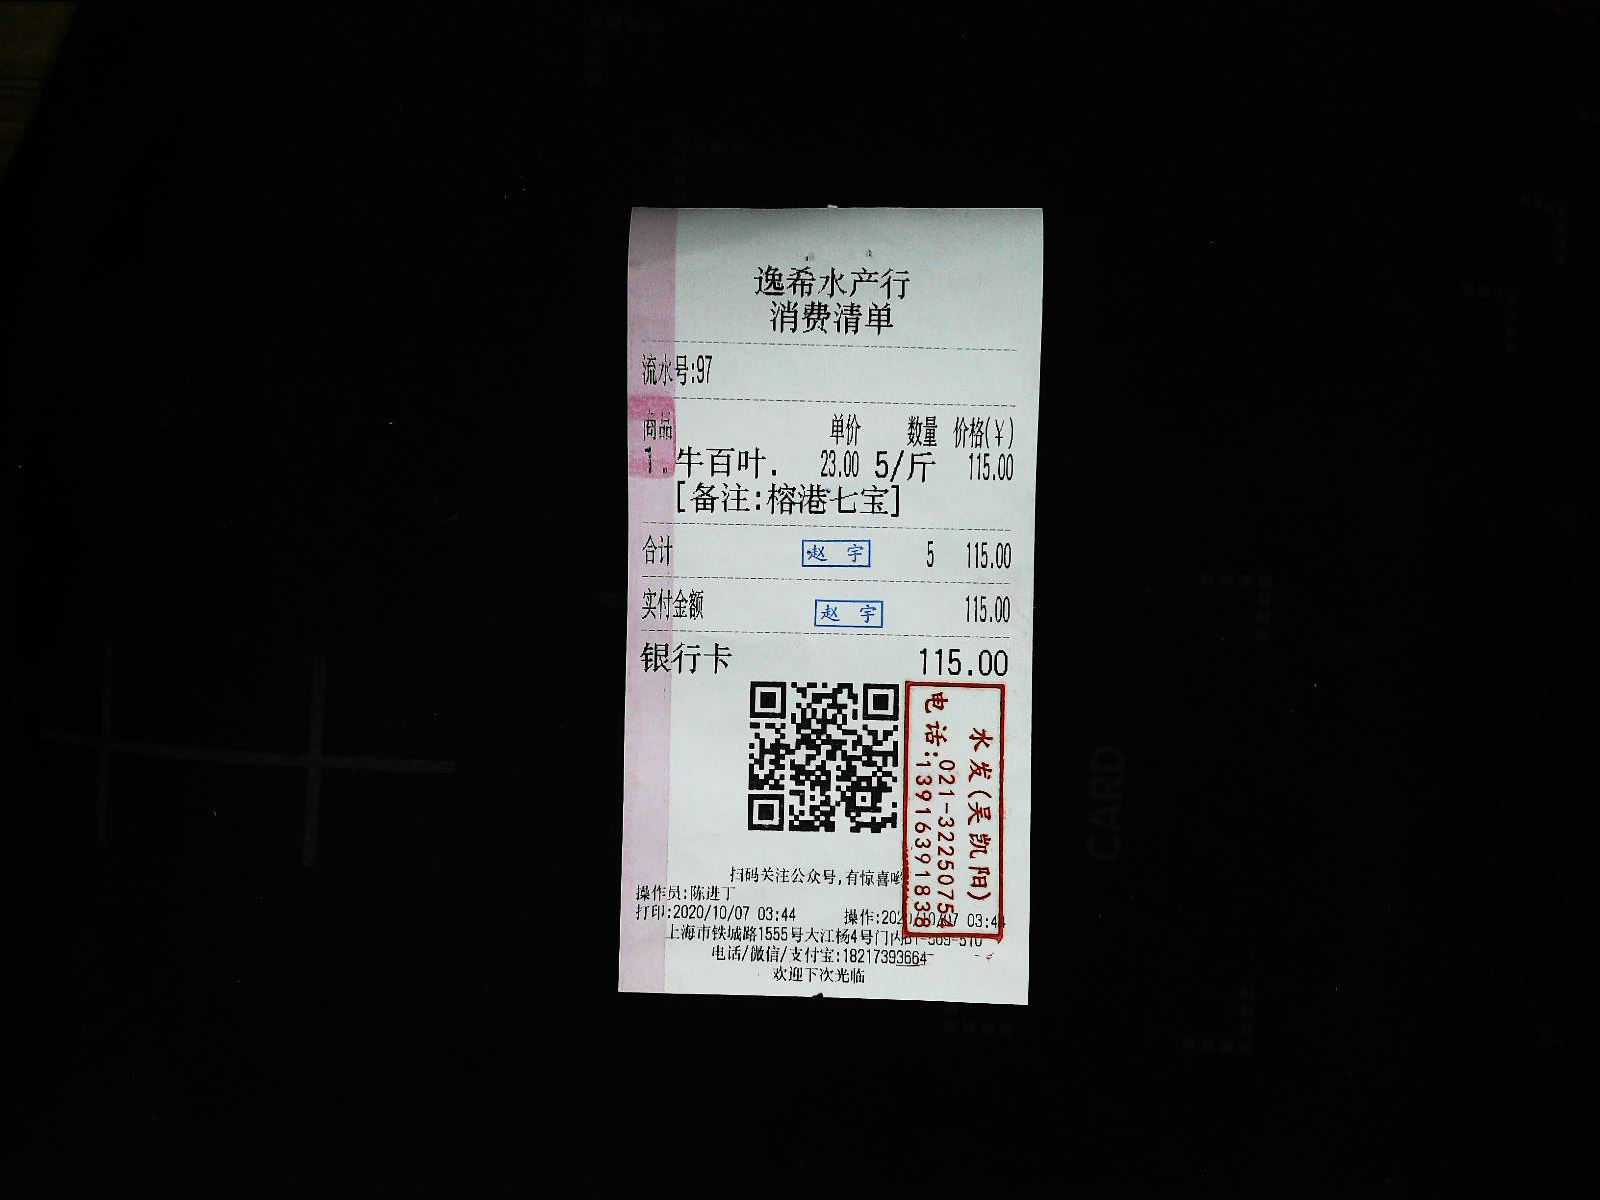 逸希水产行
消费清单
流水号:97
商品 单价 数量 价格(¥)
1.牛百叶. 23.00 5/斤 115.00
[备注:榕港七宝]
合计 赵 宇 5 115.00
实付金额 赵 宇 115.00
银行卡 115.00
水发(吴凯阳)
电话:021-32250754
13916391838
扫码关注公众号,有惊喜哟
操作员:陈进丁
打印:2020/10/07 03:44 操作:2020/10/07 03:44
上海市铁城路1555号大江杨4号门内B1-509-510
电话/微信/支付宝:18217393664
欢迎下次光临
CARD